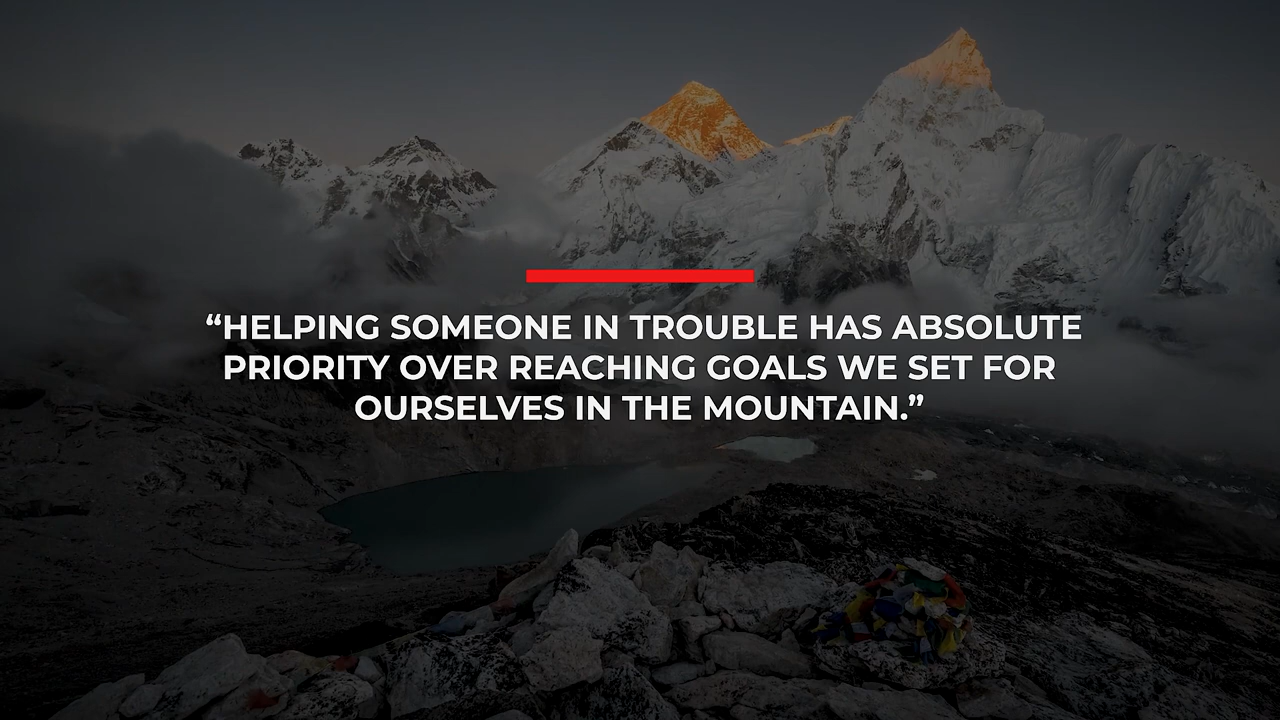 “HELPING SOMEONE IN TROUBLE HAS ABSOLUTE
PRIORITY OVER REACHING GOALS WE SET FOR
OURSELVES IN THE MOUNTAIN.”